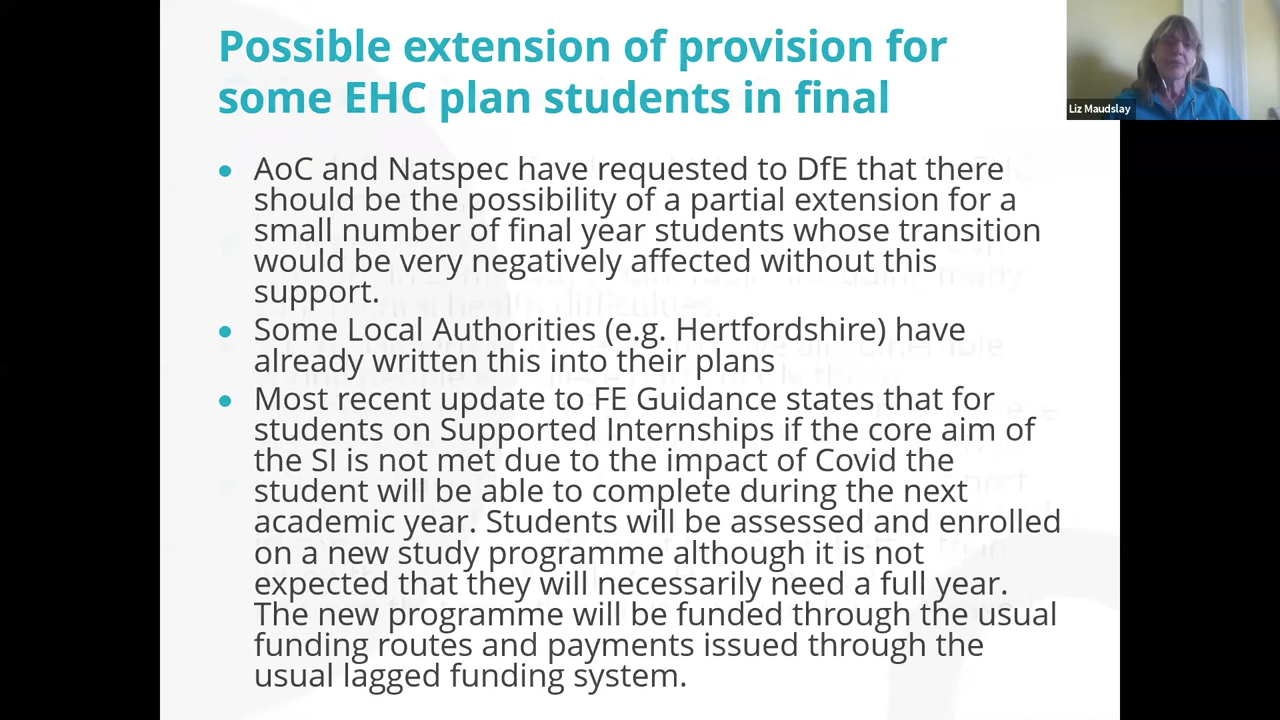 Possible extension of provision for
some EHC plan students in final
Liz Maudslay
AoC and Natspec have requested to DfE that there
should be the possibility of a partial extension for a
small number of final year students whose transition
would be very negatively affected without this
support.
Some Local Authorities (e.g. Hertfordshire) have
already written this into their plans
Most recent update to FE Guidance states that for
students on Supported Internships if the core aim of
the SI is not met due to the impact of Covid the
student will be able to complete during the next
academic year. Students will be assessed and enrolled
on a new study programme although it is not
expected that they will necessarily need a full year.
The new programme will be funded through the usual
funding routes and payments issued through the
usual lagged funding system.